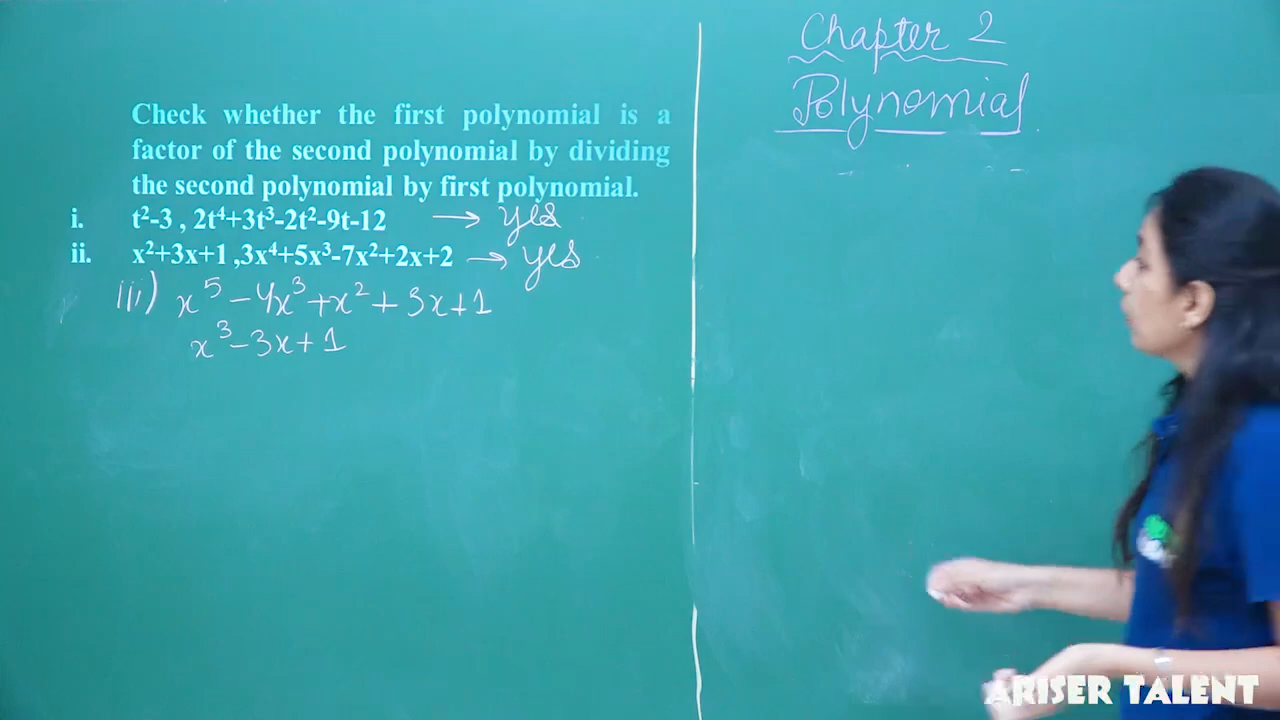 Chapter 2
Polynomial
Check whether the first polynomial is a
factor of the second polynomial by dividing
the second polynomial by first polynomial.
i. t²-3 , 2t⁴+3t³-2t²-9t-12 → yes
ii. x²+3x+1 ,3x⁴+5x³-7x²+2x+2 → yes
iii) x⁵-4x³+x²+3x+1
x³-3x+1
ARISER TALENT